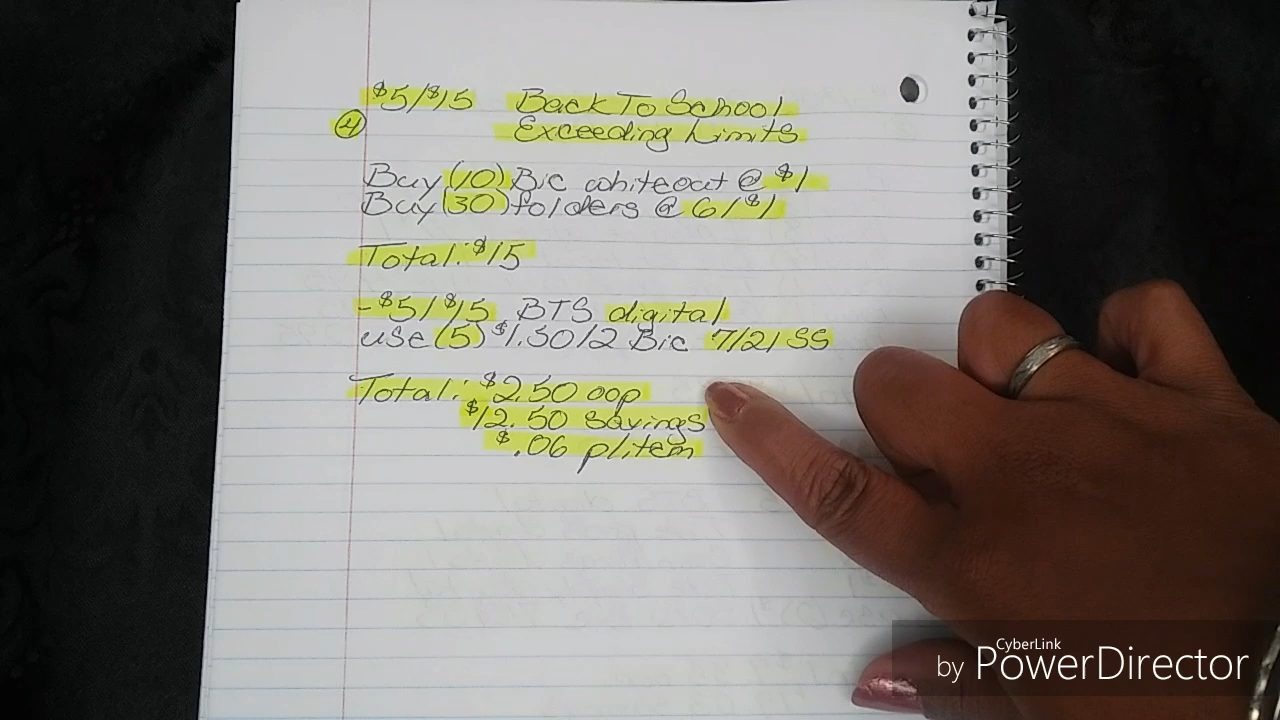 $5/$15 Back To School
④ Exceeding Limits
Buy (10) Bic whiteout @ $1
Buy (30) folders @ 6/$1
Total: $15
-$5/$15 BTS digital
use (5) $1.50/2 Bic 7/21 SS
Total: $2.50 oop
$12.50 savings
$.06 p/item
CyberLink
by PowerDirector